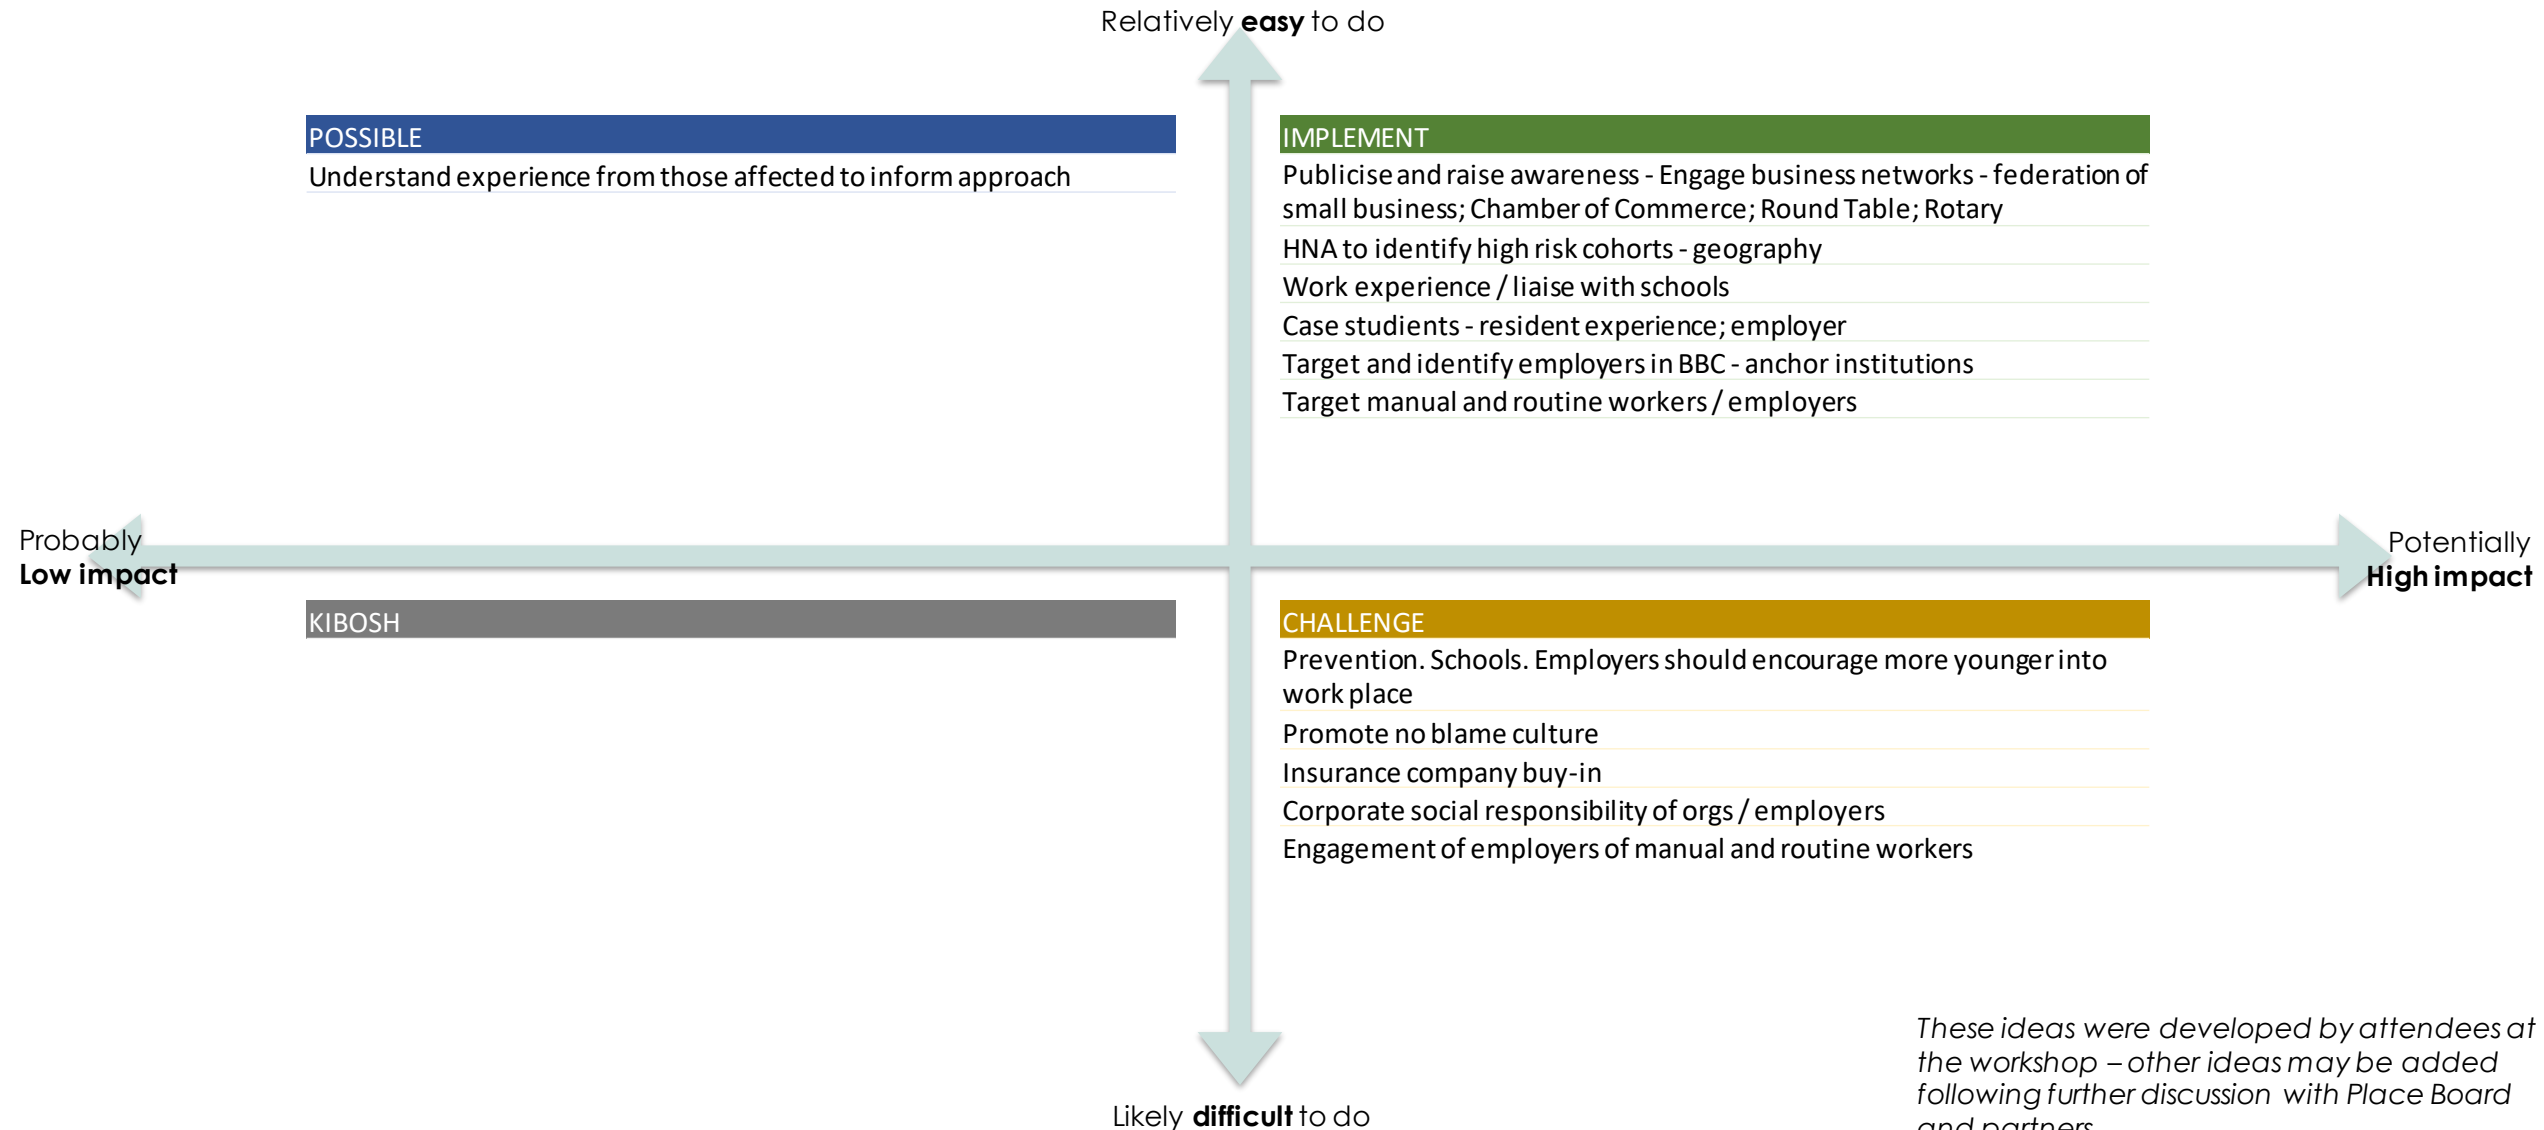 Relatively easy to do
POSSIBLE
Understand experience from those affected to inform approach
IMPLEMENT
Publicise and raise awareness - Engage business networks - federation of
small business; Chamber of Commerce; Round Table; Rotary
HNA to identify high risk cohorts - geography
Work experience / liaise with schools
Case studients - resident experience; employer
Target and identify employers in BBC - anchor institutions
Target manual and routine workers / employers
Probably
Low impact
Potentially
High impact
KIBOSH
CHALLENGE
Prevention. Schools. Employers should encourage more younger into
work place
Promote no blame culture
Insurance company buy-in
Corporate social responsibility of orgs / employers
Engagement of employers of manual and routine workers
Likely difficult to do
These ideas were developed by attendees at
the workshop – other ideas may be added
following further discussion with Place Board
and partners